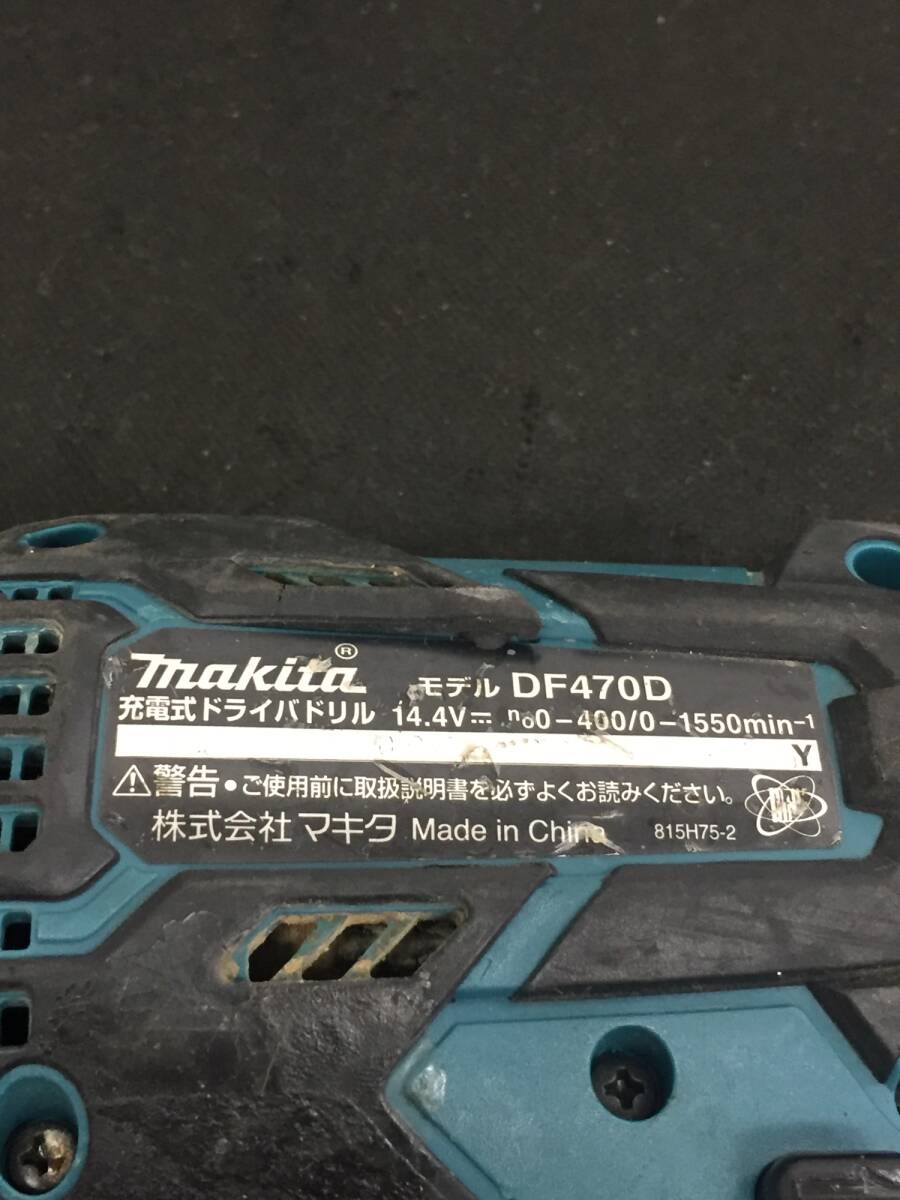 makita® モデル DF470D
充電式ドライバドリル 14.4V⎓ n₀0-400/0-1550min⁻¹
Y
⚠警告•ご使用前に取扱説明書を必ずよくお読みください。
株式会社マキタ Made in China 815H75-2